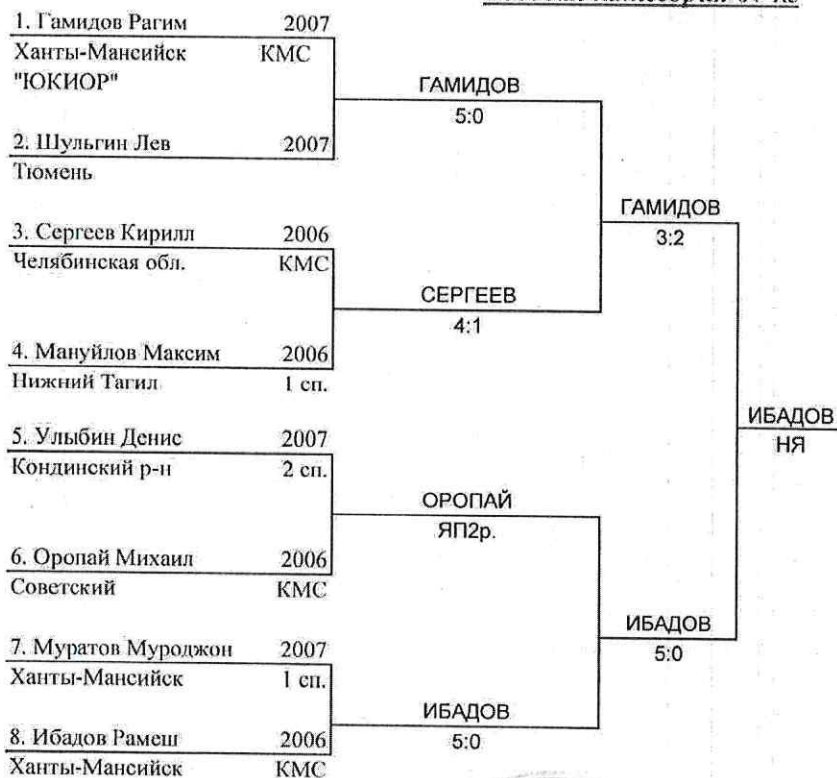 1. Гамидов Рагим 2007
Ханты-Мансийск КМС
"ЮКИОР"
2. Шульгин Лев 2007
Тюмень
3. Сергеев Кирилл 2006
Челябинская обл. КМС
4. Мануйлов Максим 2006
Нижний Тагил 1 сп.
5. Улыбин Денис 2007
Кондинский р-н 2 сп.
6. Оропай Михаил 2006
Советский КМС
7. Муратов Муроджон 2007
Ханты-Мансийск 1 сп.
8. Ибадов Рамеш 2006
Ханты-Мансийск КМС
ГАМИДОВ
5:0
СЕРГЕЕВ
4:1
ОРОПАЙ
ЯП2р.
ИБАДОВ
5:0
ГАМИДОВ
3:2
ИБАДОВ
5:0
ИБАДОВ
НЯ